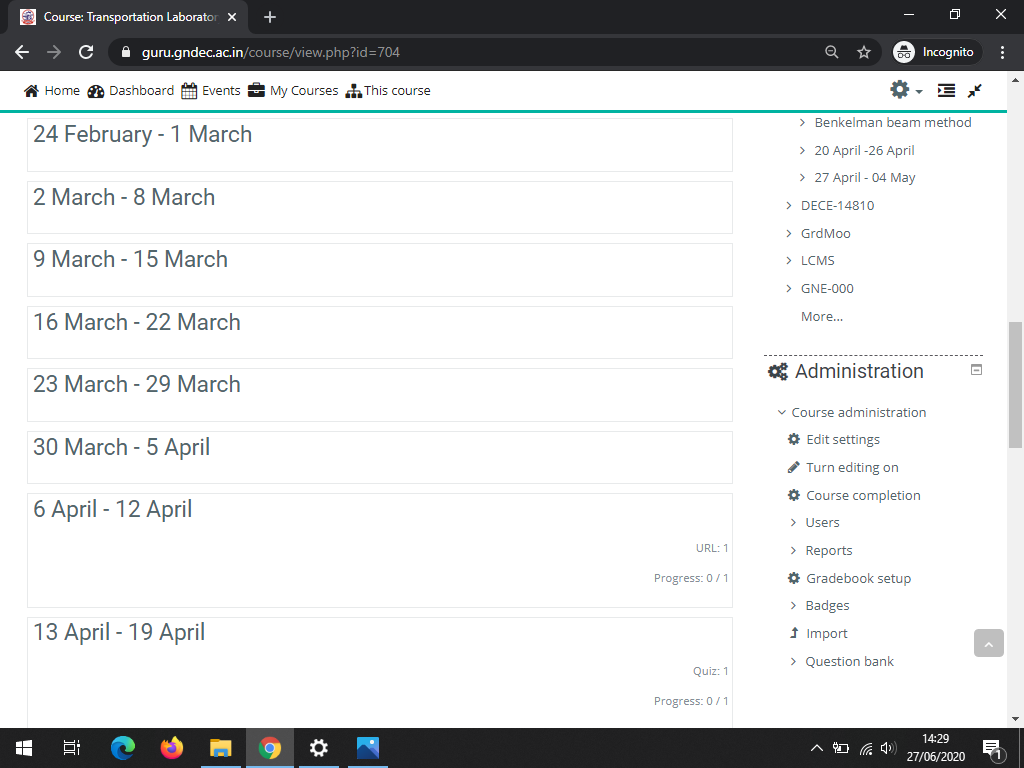 Course: Transportation Laborator
guru.gndec.ac.in/course/view.php?id=704
Incognito
Home Dashboard Events My Courses This course
24 February - 1 March
2 March - 8 March
9 March - 15 March
16 March - 22 March
23 March - 29 March
30 March - 5 April
6 April - 12 April
URL: 1
Progress: 0 / 1
13 April - 19 April
Quiz: 1
Progress: 0 / 1
Benkelman beam method
20 April -26 April
27 April - 04 May
DECE-14810
GrdMoo
LCMS
GNE-000
More...
Administration
Course administration
Edit settings
Turn editing on
Course completion
Users
Reports
Gradebook setup
Badges
Import
Question bank
14:29
27/06/2020
1